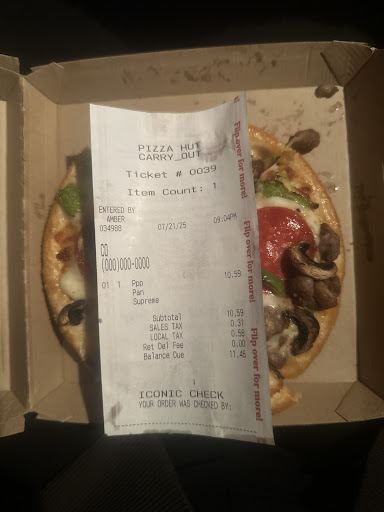 PIZZA HUT
CARRY_OUT
Ticket # 0039
Item Count: 1
ENTERED BY
AMBER
034988 07/21/25 09:04PM
CO
(000)000-0000
01 1 Ppp 10.59
Pan
Supreme
Subtotal 10.59
SALES TAX 0.31
LOCAL TAX 0.56
Ret Del Fee 0.00
Balance Due 11.46
ICONIC CHECK
YOUR ORDER WAS CHECKED BY:
Flip over for more!
Flip over for more!
Flip over for more!